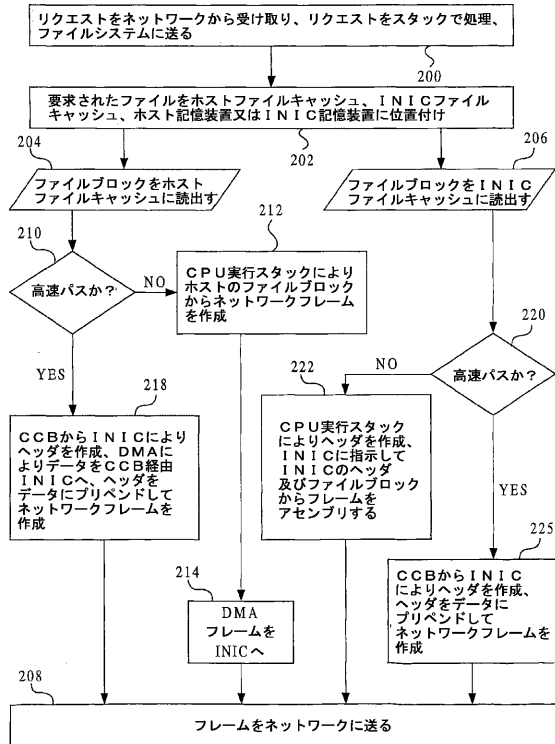 リクエストをネットワークから受け取り、リクエストをスタックで処理、
ファイルシステムに送る
200
要求されたファイルをホストファイルキャッシュ、ＩＮＩＣファイル
キャッシュ、ホスト記憶装置又はＩＮＩＣ記憶装置に位置付け
202
204
ファイルブロックをホスト
ファイルキャッシュに読出す
206
ファイルブロックをＩＮＩＣ
ファイルキャッシュに読出す
210
高速パスか？
NO
YES
212
ＣＰＵ実行スタックにより
ホストのファイルブロック
からネットワークフレーム
を作成
220
高速パスか？
NO
YES
218
ＣＣＢからＩＮＩＣにより
ヘッダを作成、ＤＭＡに
よりデータをＣＣＢ経由
ＩＮＩＣへ、ヘッダを
データにプリペンドして
ネットワークフレームを
作成
222
ＣＰＵ実行スタック
によりヘッダを作成、
ＩＮＩＣに指示して
ＩＮＩＣのヘッダ
及びファイルブロック
からフレームを
アセンブリする
214
DMA
フレームを
INICへ
225
ＣＣＢからＩＮＩＣ
によりヘッダを作成、
ヘッダをデータに
プリペンドして
ネットワークフレームを
作成
208
フレームをネットワークに送る